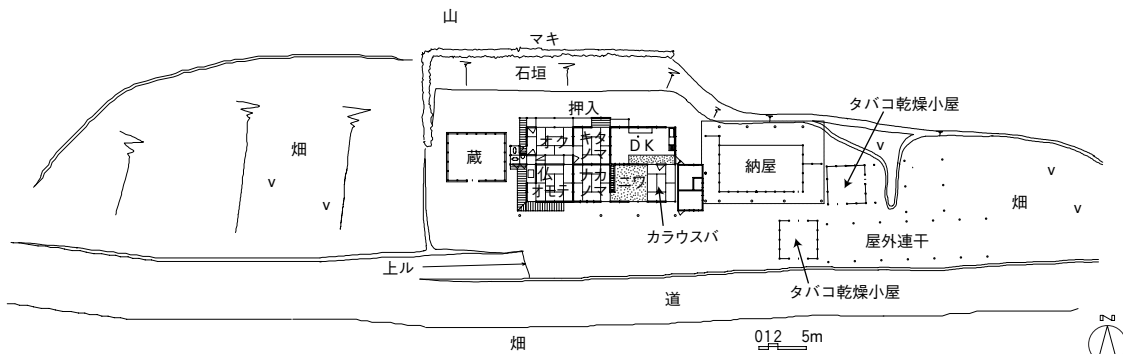 山
マキ
石垣
タバコ乾燥小屋
押入
畑
v
v
v
蔵
オク
キタノマ
DK
仏
オモテ
ナカノマ
ニワ
納屋
v
畑
v
カラウスバ
屋外連干
上ル
タバコ乾燥小屋
道
畑
012 5m
N